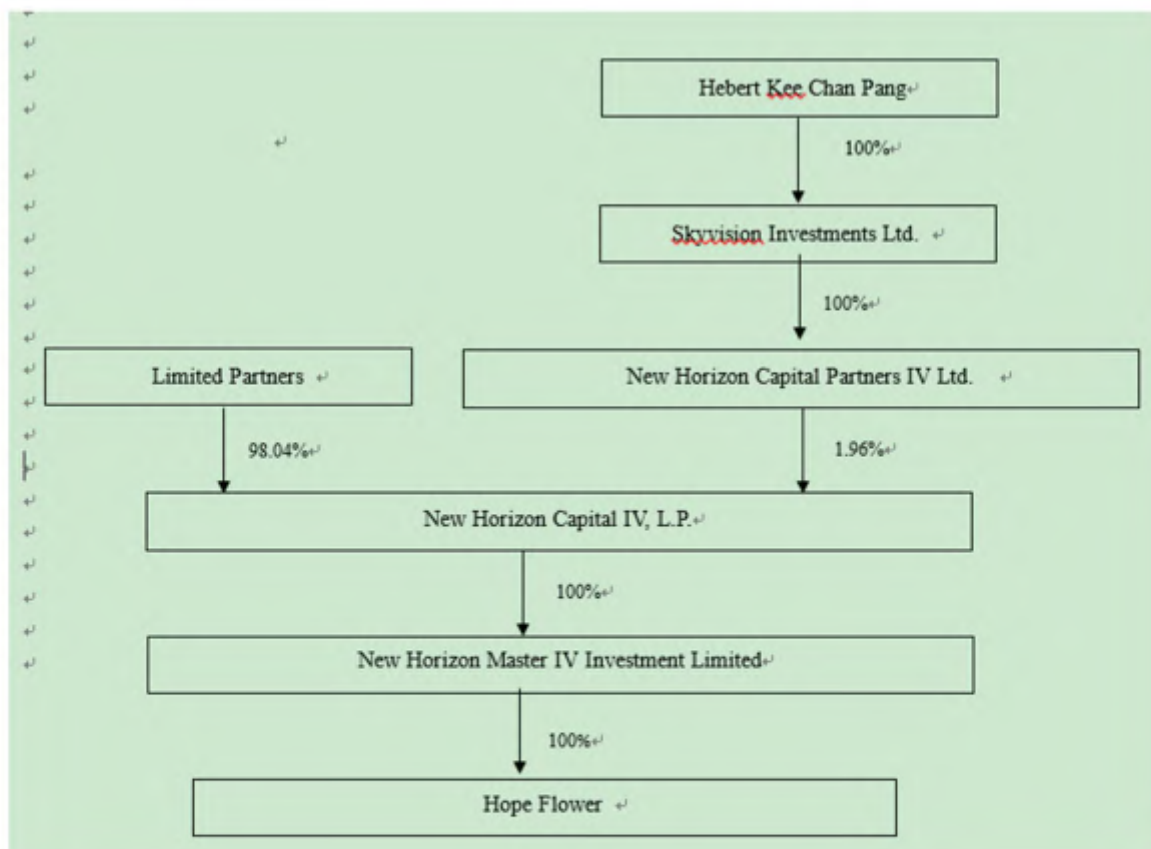 Hebert Kee Chan Pang
100%
Skyvision Investments Ltd.
100%
Limited Partners
New Horizon Capital Partners IV Ltd.
98.04%
1.96%
New Horizon Capital IV, L.P.
100%
New Horizon Master IV Investment Limited
100%
Hope Flower